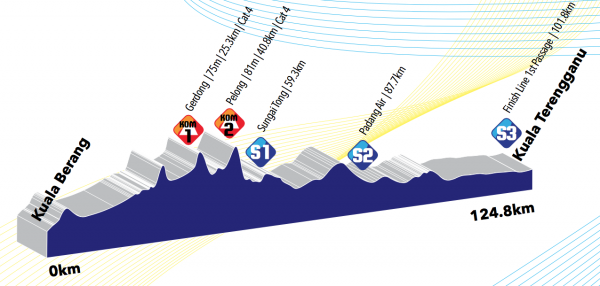 Kuala Berang
KOM
1
Gerdong | 75m | 25.3km | Cat 4
KOM
2
Pelong | 81m | 40.8km | Cat 4
S1
Sungai Tong | 59.3km
S2
Padang Air | 87.7km
S3
Finish Line 1st Passage | 101.8km
Kuala Terengganu
0km
124.8km